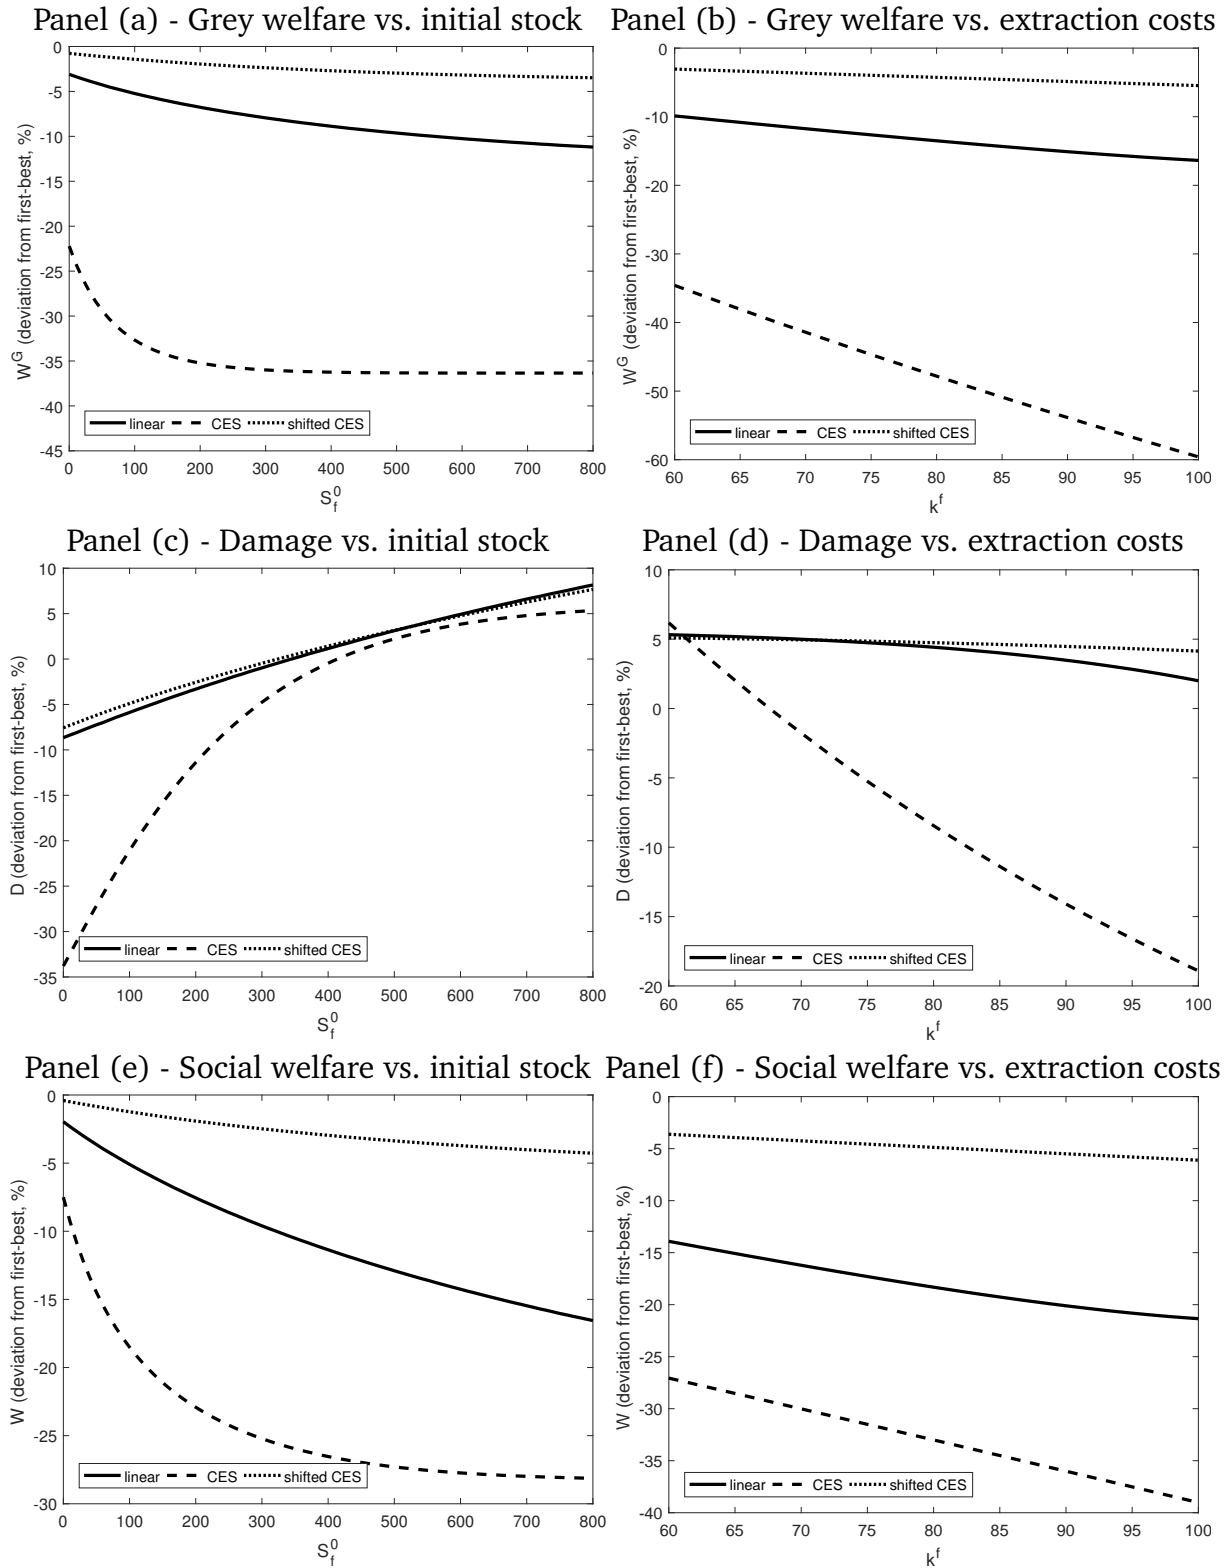 Panel (a) - Grey welfare vs. initial stock
Panel (b) - Grey welfare vs. extraction costs
0
-5
-10
-15
-20
-25
-30
-35
-40
-45
W^G (deviation from first-best, %)
linear CES shifted CES
0 100 200 300 400 500 600 700 800
S_f^0
0
-10
-20
-30
-40
-50
-60
W^G (deviation from first-best, %)
linear CES shifted CES
60 65 70 75 80 85 90 95 100
k^f
Panel (c) - Damage vs. initial stock
Panel (d) - Damage vs. extraction costs
10
5
0
-5
-10
-15
-20
-25
-30
-35
D (deviation from first-best, %)
linear CES shifted CES
0 100 200 300 400 500 600 700 800
S_f^0
10
5
0
-5
-10
-15
-20
D (deviation from first-best, %)
linear CES shifted CES
60 65 70 75 80 85 90 95 100
k^f
Panel (e) - Social welfare vs. initial stock
Panel (f) - Social welfare vs. extraction costs
0
-5
-10
-15
-20
-25
-30
W (deviation from first-best, %)
linear CES shifted CES
0 100 200 300 400 500 600 700 800
S_f^0
0
-5
-10
-15
-20
-25
-30
-35
-40
W (deviation from first-best, %)
linear CES shifted CES
60 65 70 75 80 85 90 95 100
k^f